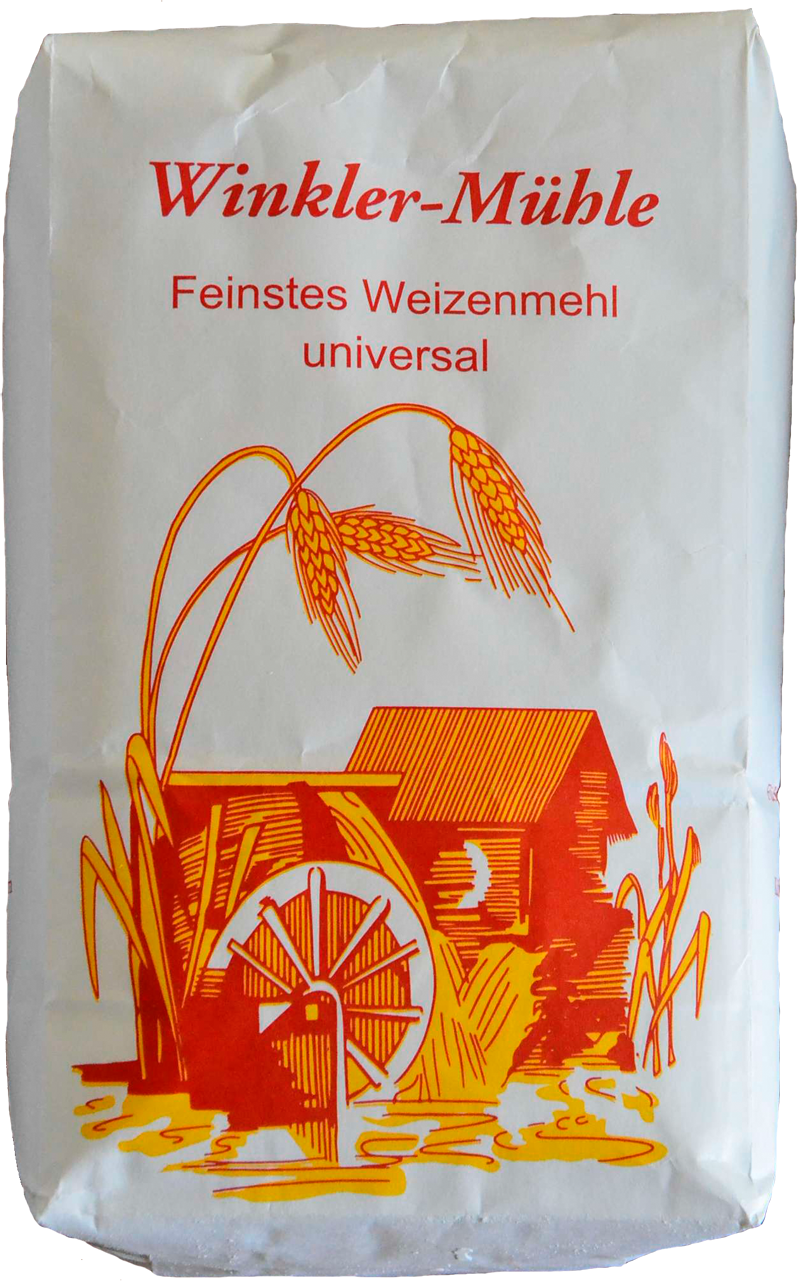 Winkler-Mühle
Feinstes Weizenmehl
universal